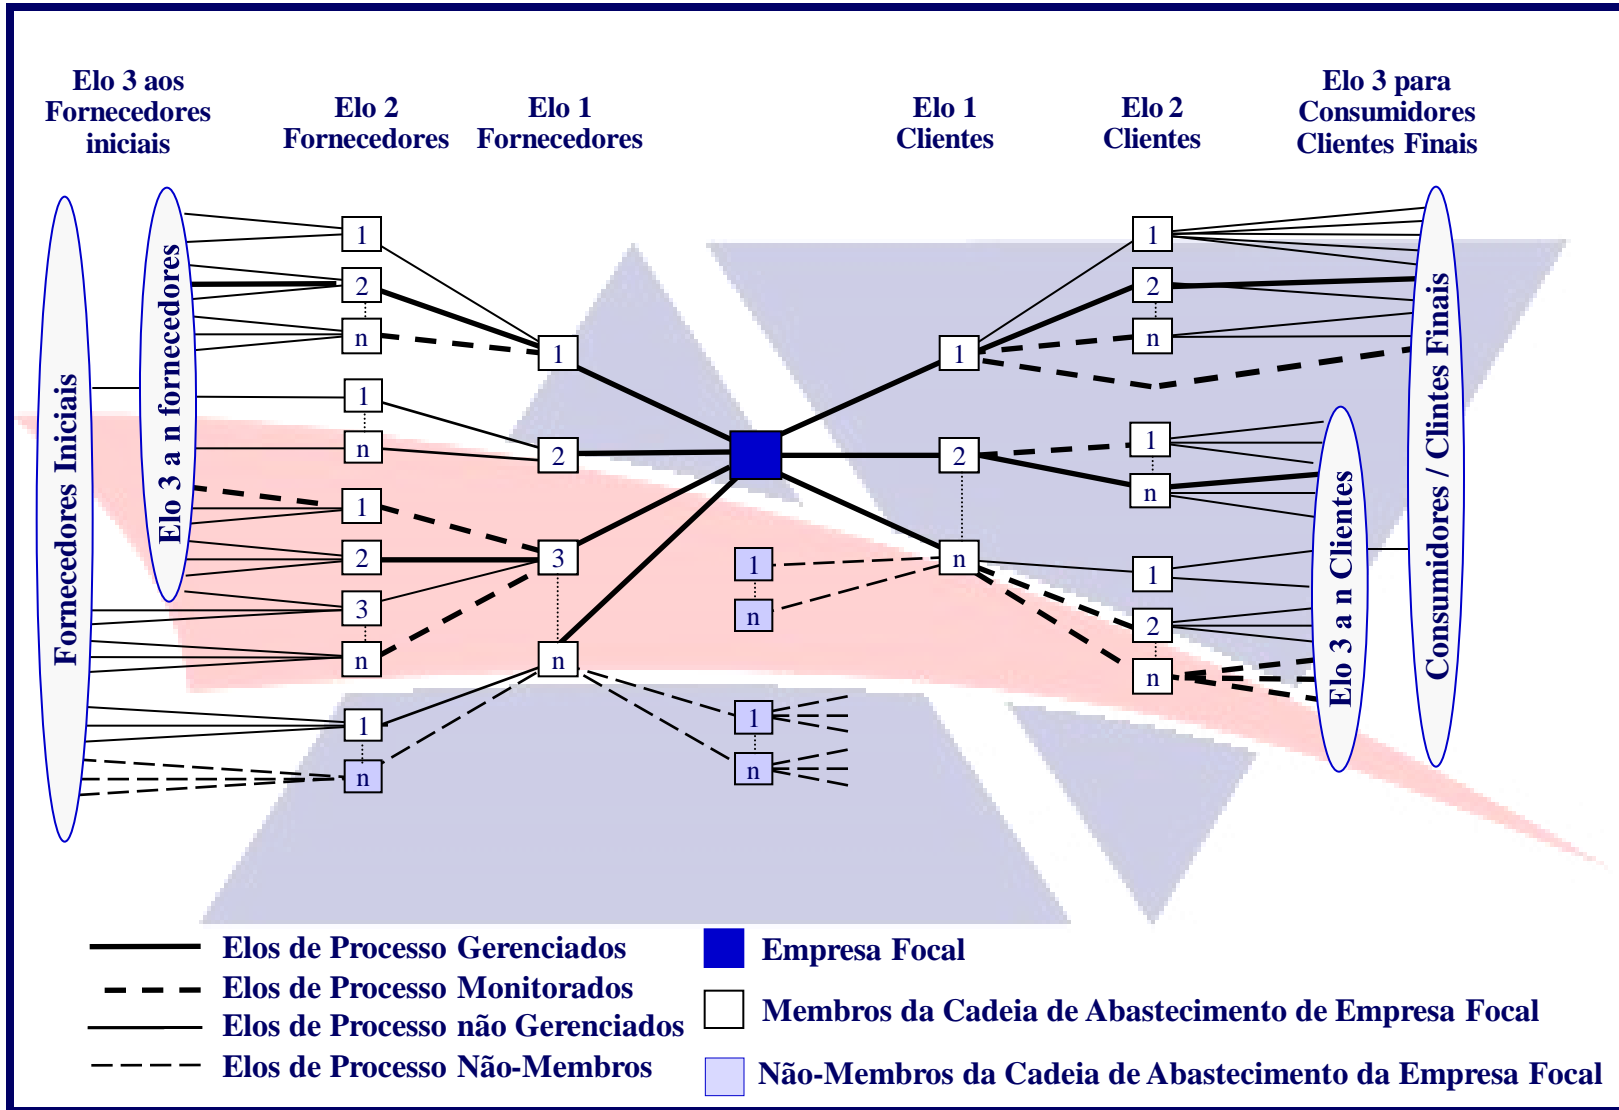 Elo 3 aos
Fornecedores
iniciais
Elo 2
Fornecedores
Elo 1
Fornecedores
Elo 1
Clientes
Elo 2
Clientes
Elo 3 para
Consumidores
Clientes Finais
Fornecedores Iniciais
Elo 3 a n fornecedores
1
2
n
1
n
1
2
3
n
1
n
1
2
3
n
1
n
1
n
1
2
n
1
2
n
1
n
1
2
n
Elo 3 a n Clientes
Consumidores / Clintes Finais
Elos de Processo Gerenciados
Elos de Processo Monitorados
Elos de Processo não Gerenciados
Elos de Processo Não-Membros
Empresa Focal
Membros da Cadeia de Abastecimento de Empresa Focal
Não-Membros da Cadeia de Abastecimento da Empresa Focal